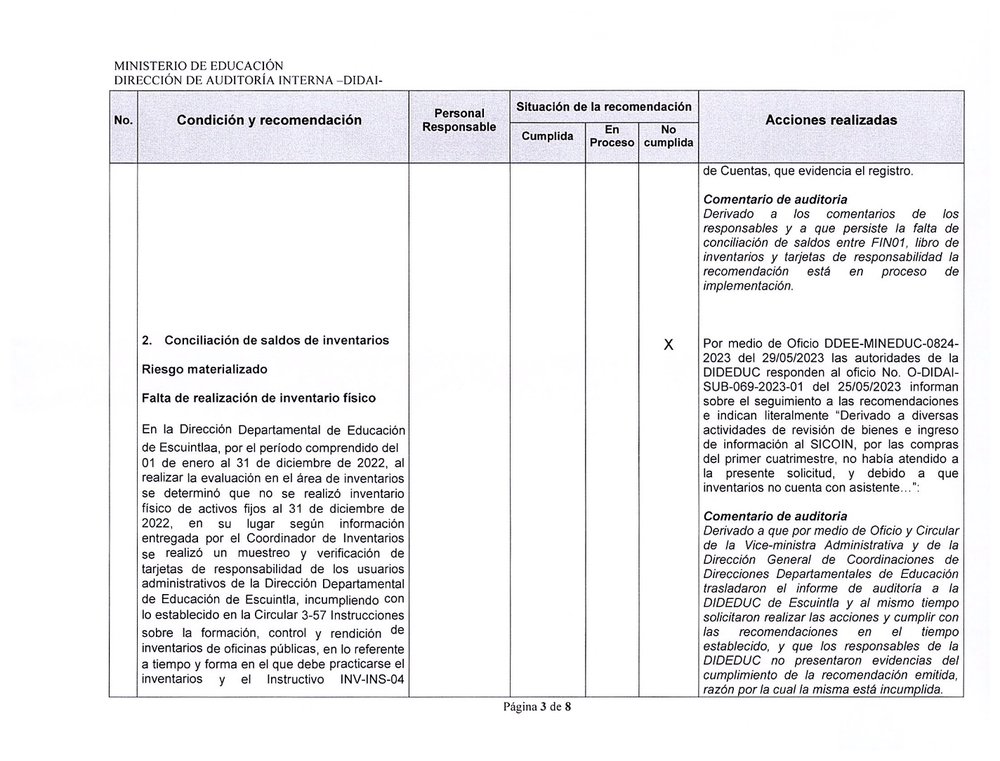 MINISTERIO DE EDUCACIÓN
DIRECCIÓN DE AUDITORÍA INTERNA –DIDAI-
No.
Condición y recomendación
Personal
Responsable
Situación de la recomendación
Cumplida
En
Proceso
No
cumplida
Acciones realizadas
de Cuentas, que evidencia el registro.
Comentario de auditoria
Derivado a los comentarios de los
responsables y a que persiste la falta de
conciliación de saldos entre FIN01, libro de
inventarios y tarjetas de responsabilidad la
recomendación está en proceso de
implementación.
2. Conciliación de saldos de inventarios
Riesgo materializado
Falta de realización de inventario físico
En la Dirección Departamental de Educación
de Escuintlaa, por el período comprendido del
01 de enero al 31 de diciembre de 2022, al
realizar la evaluación en el área de inventarios
se determinó que no se realizó inventario
físico de activos fijos al 31 de diciembre de
2022, en su lugar según información
entregada por el Coordinador de Inventarios
se realizó un muestreo y verificación de
tarjetas de responsabilidad de los usuarios
administrativos de la Dirección Departamental
de Educación de Escuintla, incumpliendo con
lo establecido en la Circular 3-57 Instrucciones
sobre la formación, control y rendición de
inventarios de oficinas públicas, en lo referente
a tiempo y forma en el que debe practicarse el
inventarios y el Instructivo INV-INS-04
X
Por medio de Oficio DDEE-MINEDUC-0824-
2023 del 29/05/2023 las autoridades de la
DIDEDUC responden al oficio No. O-DIDAI-
SUB-069-2023-01 del 25/05/2023 informan
sobre el seguimiento a las recomendaciones
e indican literalmente “Derivado a diversas
actividades de revisión de bienes e ingreso
de información al SICOIN, por las compras
del primer cuatrimestre, no había atendido a
la presente solicitud, y debido a que
inventarios no cuenta con asistente…”:
Comentario de auditoria
Derivado a que por medio de Oficio y Circular
de la Vice-ministra Administrativa y de la
Dirección General de Coordinaciones de
Direcciones Departamentales de Educación
trasladaron el informe de auditoría a la
DIDEDUC de Escuintla y al mismo tiempo
solicitaron realizar las acciones y cumplir con
las recomendaciones en el tiempo
establecido, y que los responsables de la
DIDEDUC no presentaron evidencias del
cumplimiento de la recomendación emitida,
razón por la cual la misma está incumplida.
Página 3 de 8